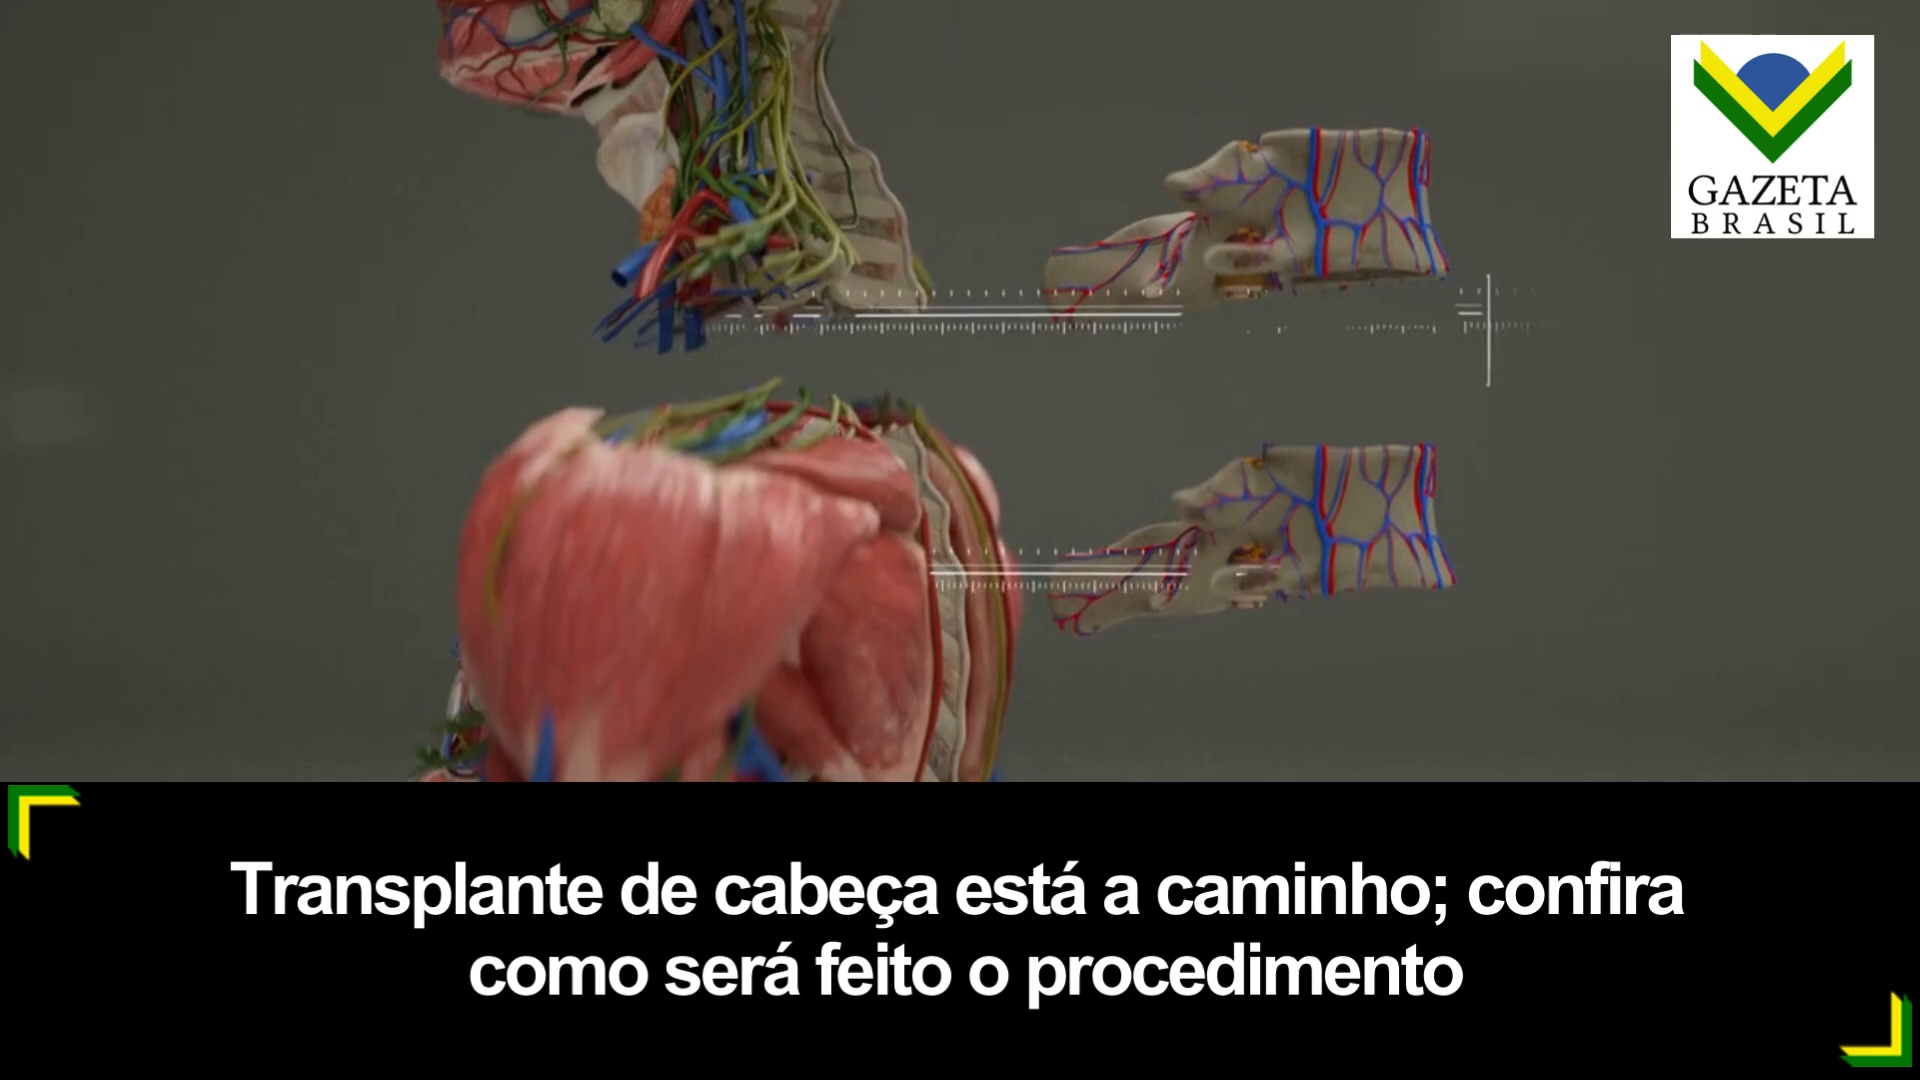 GAZETA
BRASIL
Transplante de cabeça está a caminho; confira
como será feito o procedimento